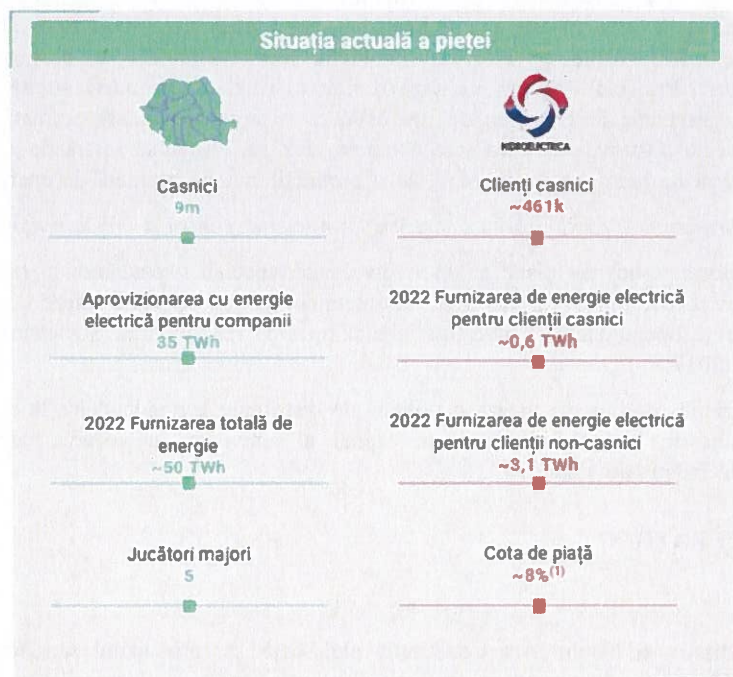 Situația actuală a pieței
HIDROELECTRICA
Casnici
9m
Clienți casnici
~461k
Aprovizionarea cu energie
electrică pentru companii
35 TWh
2022 Furnizarea de energie electrică
pentru clienții casnici
~0,6 TWh
2022 Furnizarea totală de
energie
~50 TWh
2022 Furnizarea de energie electrică
pentru clienții non-casnici
~3,1 TWh
Jucători majori
5
Cota de piață
~8%(1)